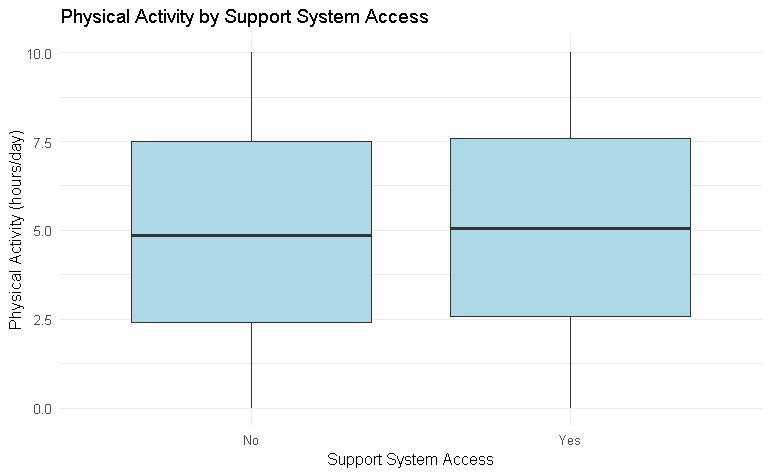 Physical Activity by Support System Access
Physical Activity (hours/day)
10.0
7.5
5.0
2.5
0.0
No
Yes
Support System Access